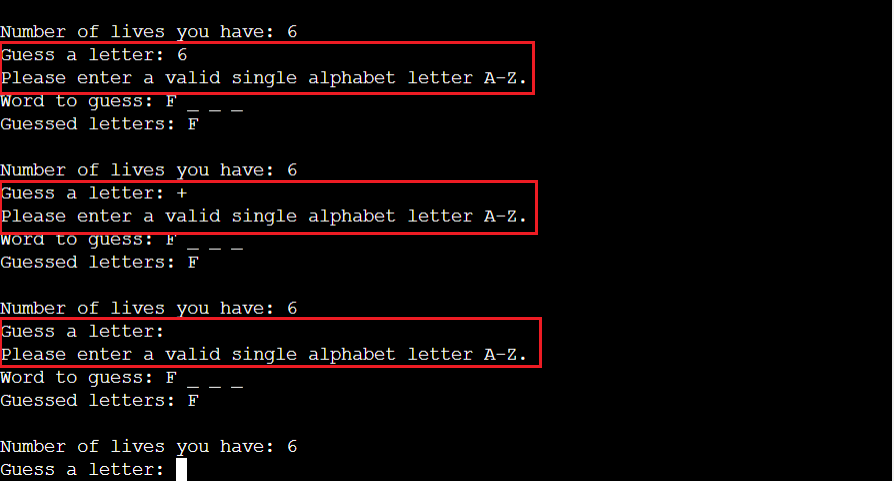 Number of lives you have: 6
Guess a letter: 6
Please enter a valid single alphabet letter A-Z.
Word to guess: F _ _ _
Guessed letters: F
Number of lives you have: 6
Guess a letter: +
Please enter a valid single alphabet letter A-Z.
Word to guess: F _ _ _
Guessed letters: F
Number of lives you have: 6
Guess a letter:
Please enter a valid single alphabet letter A-Z.
Word to guess: F _ _ _
Guessed letters: F
Number of lives you have: 6
Guess a letter: